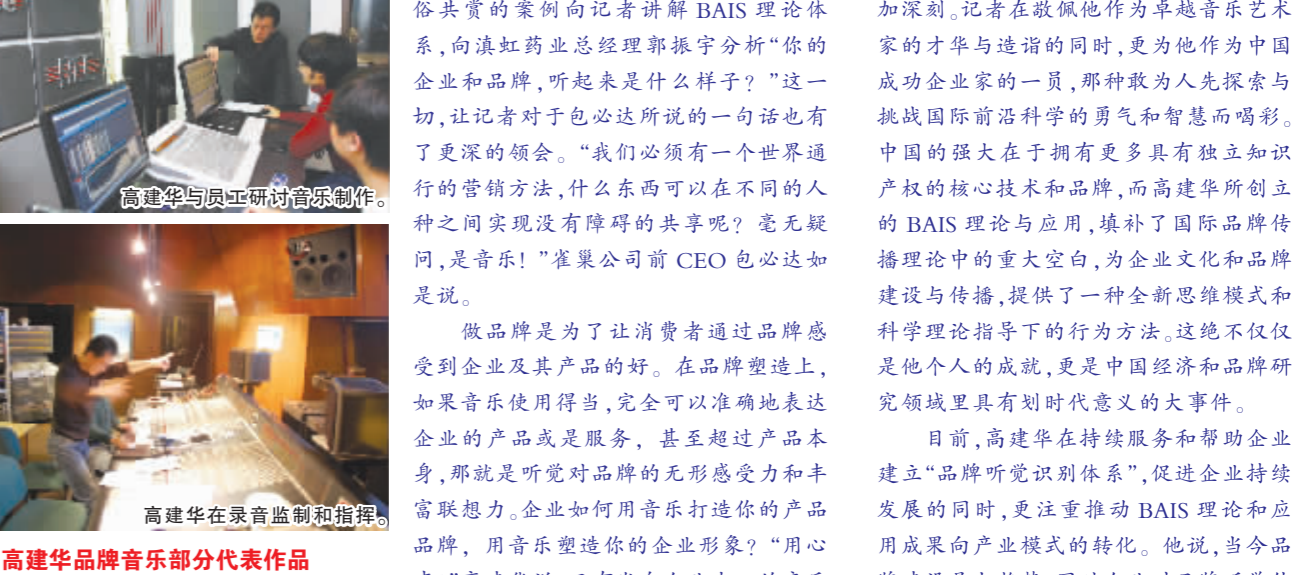 高建华与员工研讨音乐制作。
高建华在录音监制和指挥。
高建华品牌音乐部分代表作品
俗共赏的案例向记者讲解 BAIS 理论体
系,向滇虹药业总经理郭振宇分析“你的
企业和品牌,听起来是什么样子?”这一
切,让记者对于包必达所说的一句话也有
了更深的领会。“我们必须有一个世界通
行的营销方法,什么东西可以在不同的人
种之间实现没有障碍的共享呢?毫无疑
问,是音乐!”雀巢公司前 CEO 包必达如
是说。
做品牌是为了让消费者通过品牌感
受到企业及其产品的好。在品牌塑造上,
如果音乐使用得当,完全可以准确地表达
企业的产品或是服务,甚至超过产品本
身,那就是听觉对品牌的无形感受力和丰
富联想力。企业如何用音乐打造你的产品
品牌,用音乐塑造你的企业形象?“用心
加深刻。记者在敬佩他作为卓越音乐艺术
家的才华与造诣的同时,更为他作为中国
成功企业家的一员,那种敢为人先探索与
挑战国际前沿科学的勇气和智慧而喝彩。
中国的强大在于拥有更多具有独立知识
产权的核心技术和品牌,而高建华所创立
的 BAIS 理论与应用,填补了国际品牌传
播理论中的重大空白,为企业文化和品牌
建设与传播,提供了一种全新思维模式和
科学理论指导下的行为方法。这绝不仅仅
是他个人的成就,更是中国经济和品牌研
究领域里具有划时代意义的大事件。
目前,高建华在持续服务和帮助企业
建立“品牌听觉识别体系”,促进企业持续
发展的同时,更注重推动 BAIS 理论和应
用成果向产业模式的转化。他说,当今品